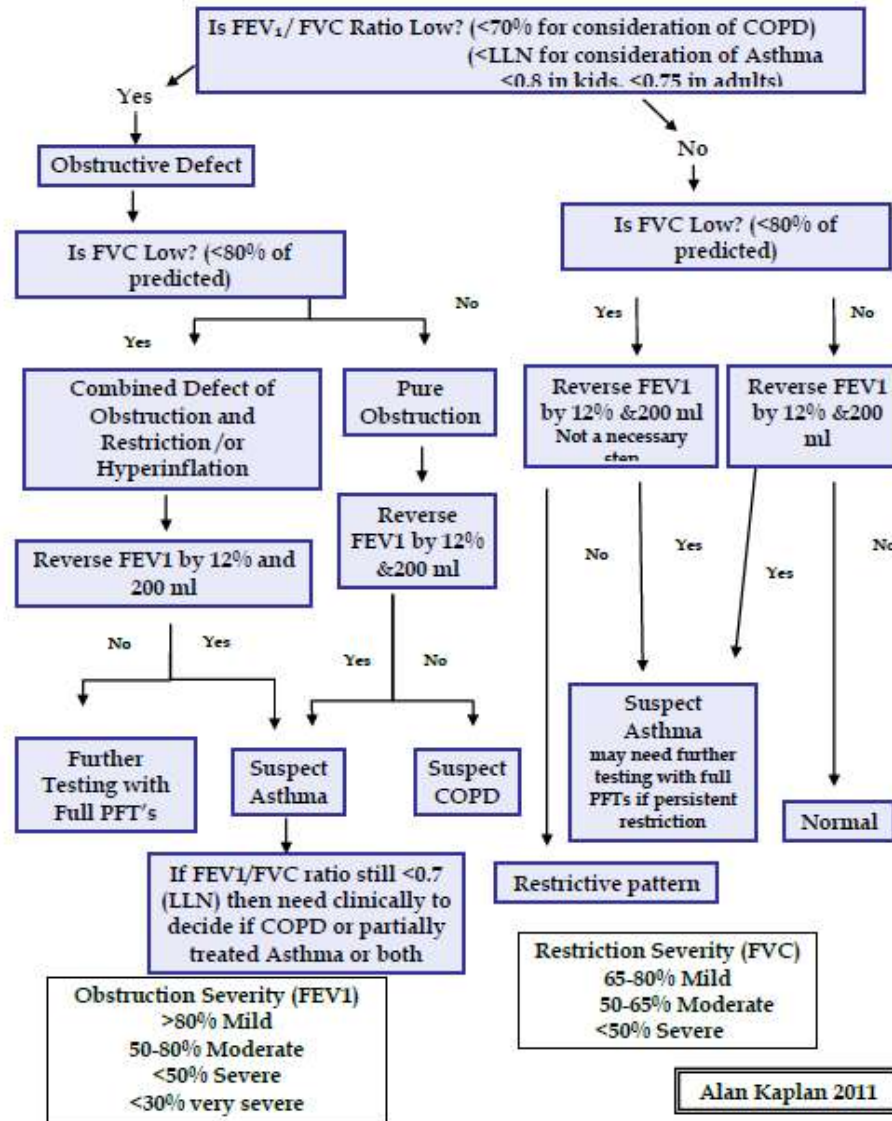 Is FEV₁/ FVC Ratio Low? (<70% for consideration of COPD)
(<LLN for consideration of Asthma
<0.8 in kids, <0.75 in adults)
Yes
No
Obstructive Defect
Is FVC Low? (<80% of
predicted)
Is FVC Low? (<80% of
predicted)
Yes
No
Yes
No
Combined Defect of
Obstruction and
Restriction /or
Hyperinflation
Pure
Obstruction
Reverse FEV1
by 12% &200 ml
Not a necessary
step
Reverse FEV1
by 12% &200
ml
Reverse FEV1 by 12% and
200 ml
Reverse
FEV1 by 12%
&200 ml
No
Yes
Yes
No
No
Yes
Yes
No
Further
Testing with
Full PFT's
Suspect
Asthma
Suspect
COPD
Suspect
Asthma
may need further
testing with full
PFTs if persistent
restriction
Normal
If FEV1/FVC ratio still <0.7
(LLN) then need clinically to
decide if COPD or partially
treated Asthma or both
Restrictive pattern
Obstruction Severity (FEV1)
>80% Mild
50-80% Moderate
<50% Severe
<30% very severe
Restriction Severity (FVC)
65-80% Mild
50-65% Moderate
<50% Severe
Alan Kaplan 2011